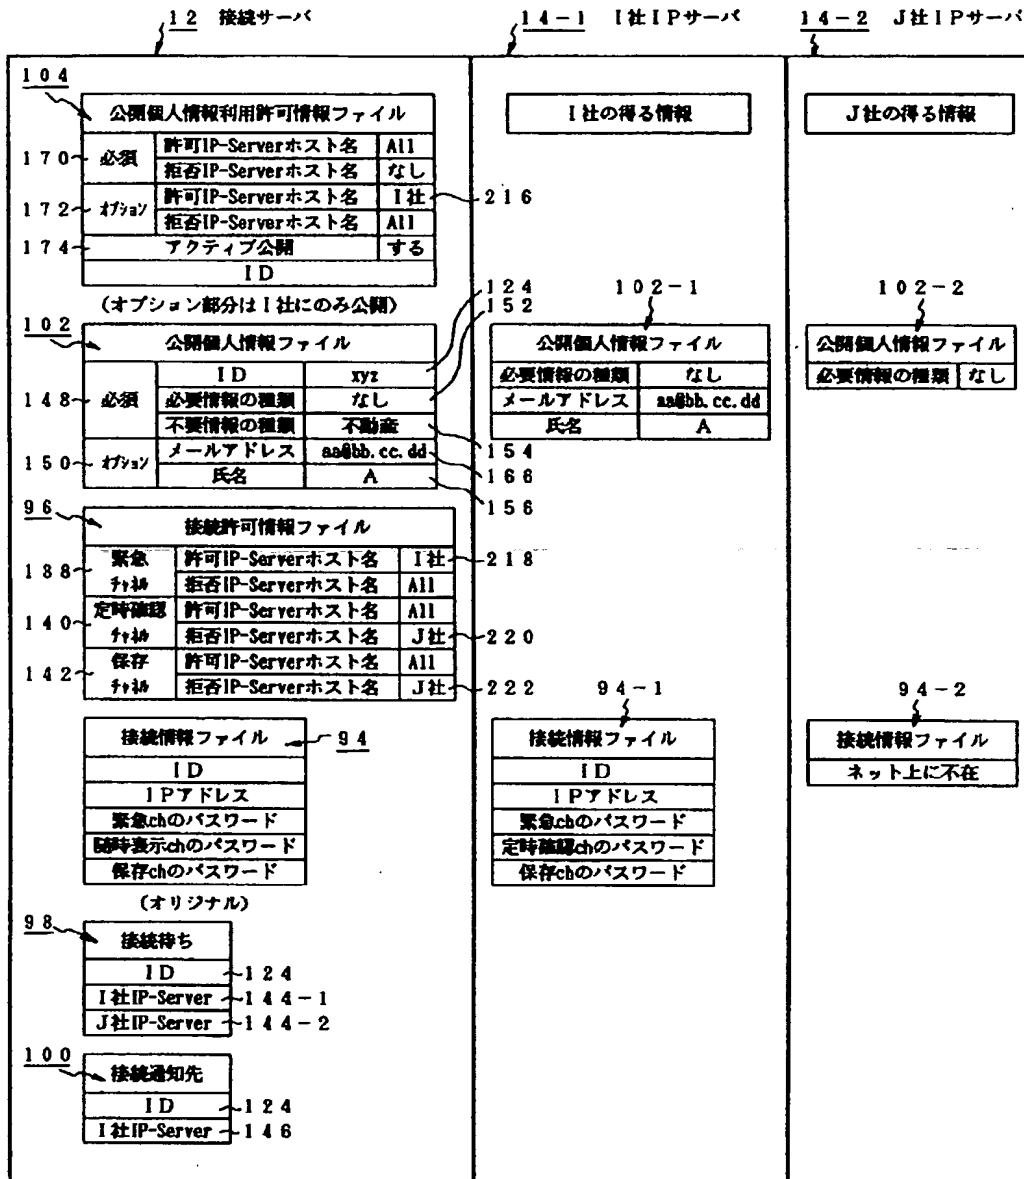 12 接続サーバ
14-1 I社IPサーバ
14-2 J社IPサーバ
104
公開個人情報利用許可情報ファイル
170
必須
許可IP-Serverホスト名 All
拒否IP-Serverホスト名 なし
172
オプション
許可IP-Serverホスト名 I社
216
拒否IP-Serverホスト名 All
174
アクティブ公開 する
ID
(オプション部分はI社にのみ公開)
102
公開個人情報ファイル
124
152
148
必須
ID xyz
必要情報の種類 なし
不要情報の種類 不動産
154
150
オプション
メールアドレス aa@bb.cc.dd
166
氏名 A
156
96
接続許可情報ファイル
138
緊急チャネル
許可IP-Serverホスト名 I社
218
拒否IP-Serverホスト名 All
140
定時確認チャネル
許可IP-Serverホスト名 All
拒否IP-Serverホスト名 J社
220
142
保存チャネル
許可IP-Serverホスト名 All
拒否IP-Serverホスト名 J社
222
接続情報ファイル
94
ID
IPアドレス
緊急chのパスワード
随時表示chのパスワード
保存chのパスワード
(オリジナル)
98
接続待ち
ID
124
I社IP-Server
144-1
J社IP-Server
144-2
100
接続通知先
ID
124
I社IP-Server
146
I社の得る情報
102-1
公開個人情報ファイル
必要情報の種類 なし
メールアドレス aa@bb.cc.dd
氏名 A
94-1
接続情報ファイル
ID
IPアドレス
緊急chのパスワード
定時確認chのパスワード
保存chのパスワード
J社の得る情報
102-2
公開個人情報ファイル
必要情報の種類 なし
94-2
接続情報ファイル
ネット上に不在